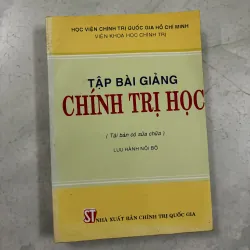 HỌC VIỆN CHÍNH TRỊ QUỐC GIA HỒ CHÍ MINH
VIỆN KHOA HỌC CHÍNH TRỊ
TẬP BÀI GIẢNG
CHÍNH TRỊ HỌC
( Tái bản có sửa chữa )
LƯU HÀNH NỘI BỘ
ST NHÀ XUẤT BẢN CHÍNH TRỊ QUỐC GIA